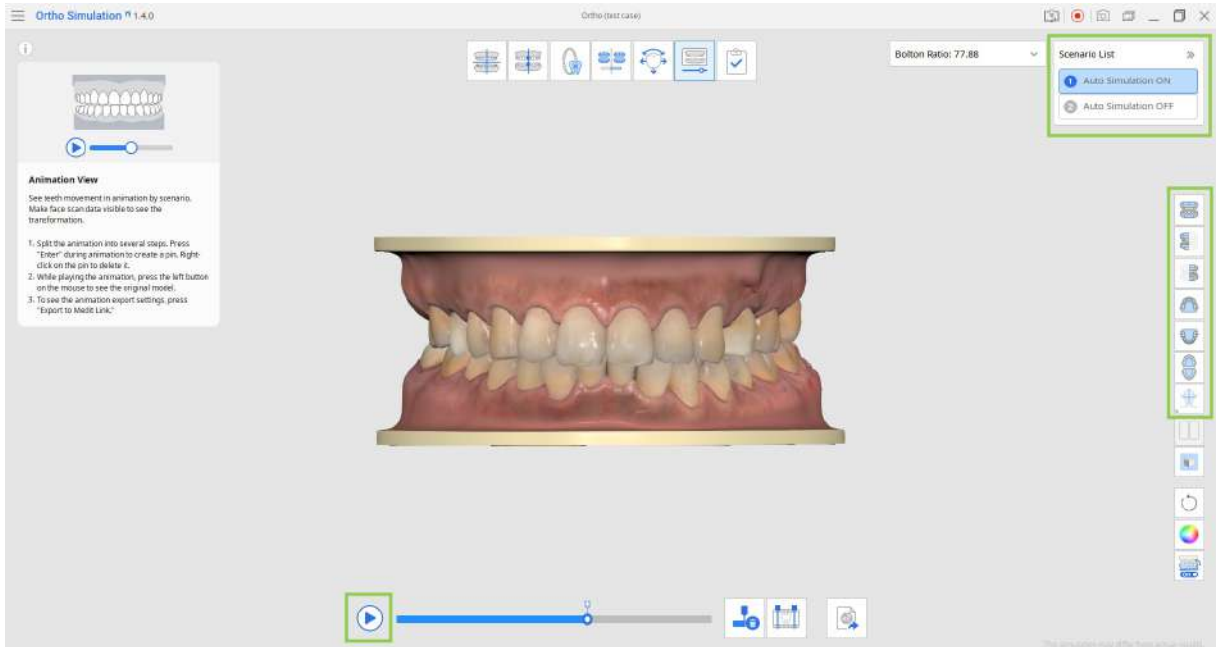 Ortho Simulation 1.4.0
Ortho (test case)
Bolton Ratio: 77.88
Scenario List
1 Auto Simulation ON
2 Auto Simulation OFF
Animation View
See teeth movement in animation by scenario.
Make face scan data visible to see the
transformation.
1. Split the animation into several steps. Press
"Enter" during animation to create a pin. Right-
click on the pin to delete it.
2. While playing the animation, press the left button
on the mouse to see the original model.
3. To see the animation export settings, press
"Export to Medit Link."